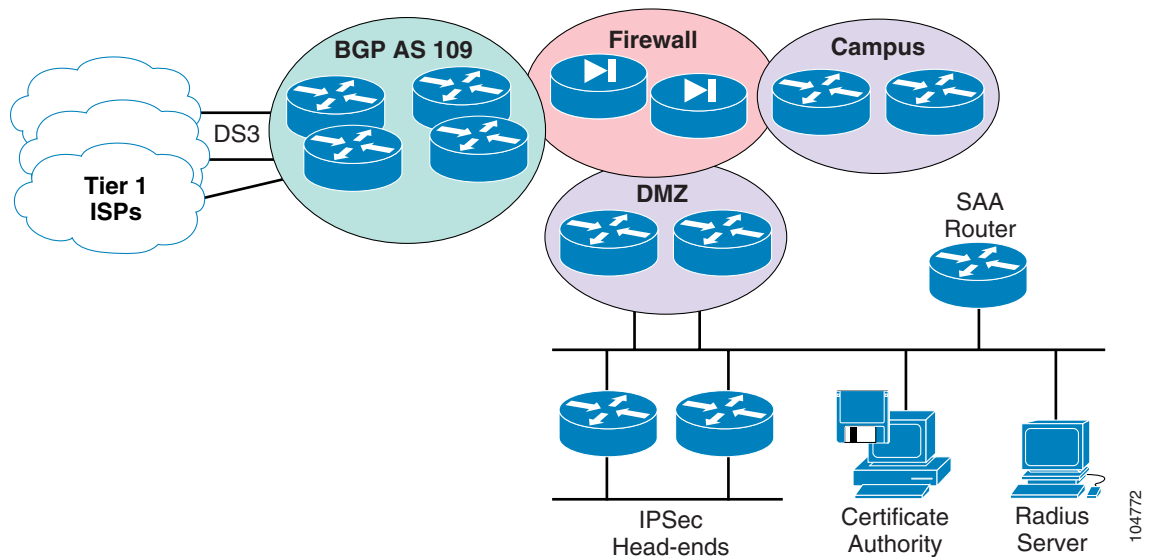 BGP AS 109
Firewall
Campus
DS3
Tier 1
ISPs
DMZ
SAA
Router
IPSec
Head-ends
Certificate
Authority
Radius
Server
104772